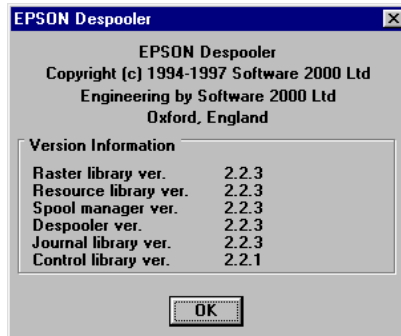 EPSON Despooler
EPSON Despooler
Copyright (c) 1994-1997 Software 2000 Ltd
Engineering by Software 2000 Ltd
Oxford, England
Version Information
Raster library ver. 2.2.3
Resource library ver. 2.2.3
Spool manager ver. 2.2.3
Despooler ver. 2.2.3
Journal library ver. 2.2.3
Control library ver. 2.2.1
OK